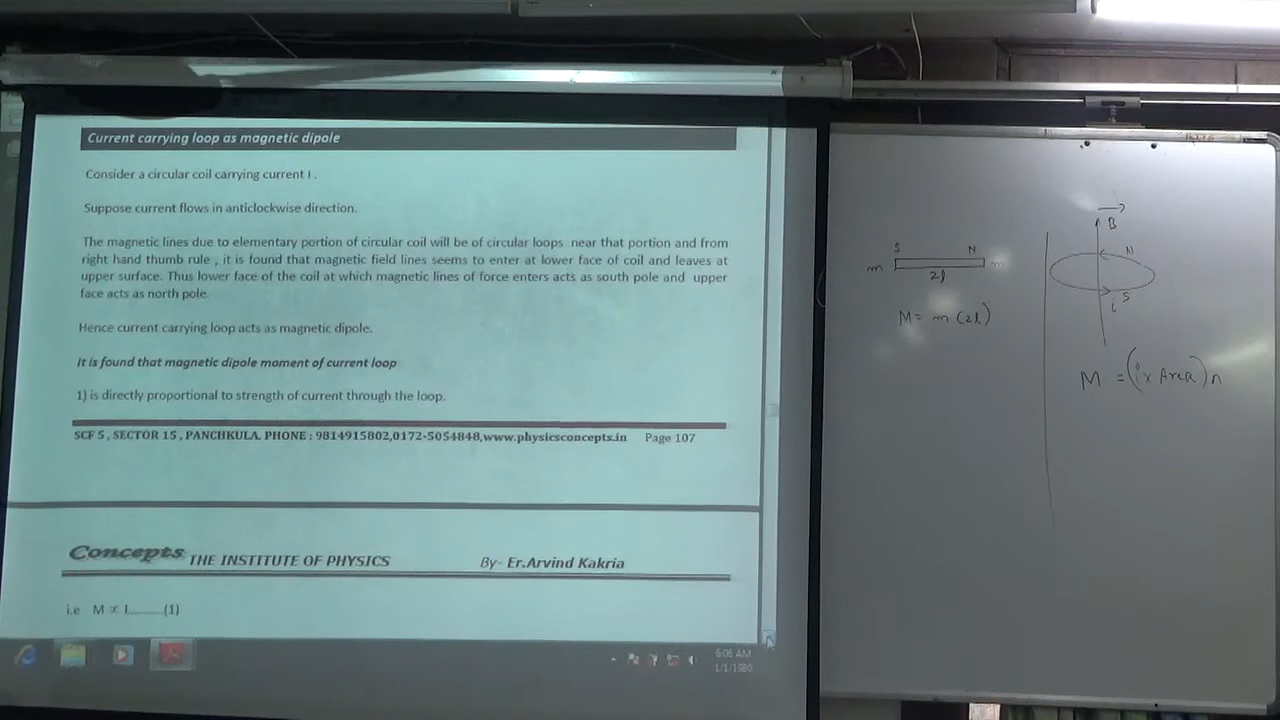 Current carrying loop as magnetic dipole
Consider a circular coil carrying current I .
Suppose current flows in anticlockwise direction.
The magnetic lines due to elementary portion of circular coil will be of circular loops near that portion and from
right hand thumb rule , it is found that magnetic field lines seems to enter at lower face of coil and leaves at
upper surface. Thus lower face of the coil at which magnetic lines of force enters acts as south pole and upper
face acts as north pole.
Hence current carrying loop acts as magnetic dipole.
It is found that magnetic dipole moment of current loop
1) is directly proportional to strength of current through the loop.
SCF 5 , SECTOR 15 , PANCHKULA. PHONE : 9814915802,0172-5054848,www.physicsconcepts.in Page 107
Concepts THE INSTITUTE OF PHYSICS By- Er.Arvind Kakria
i.e M ∝ I..........(1)
6:06 AM
1/1/1980
S N
m m
2l
M = m (2l)
B
N
S
i
M = (i x Area) n